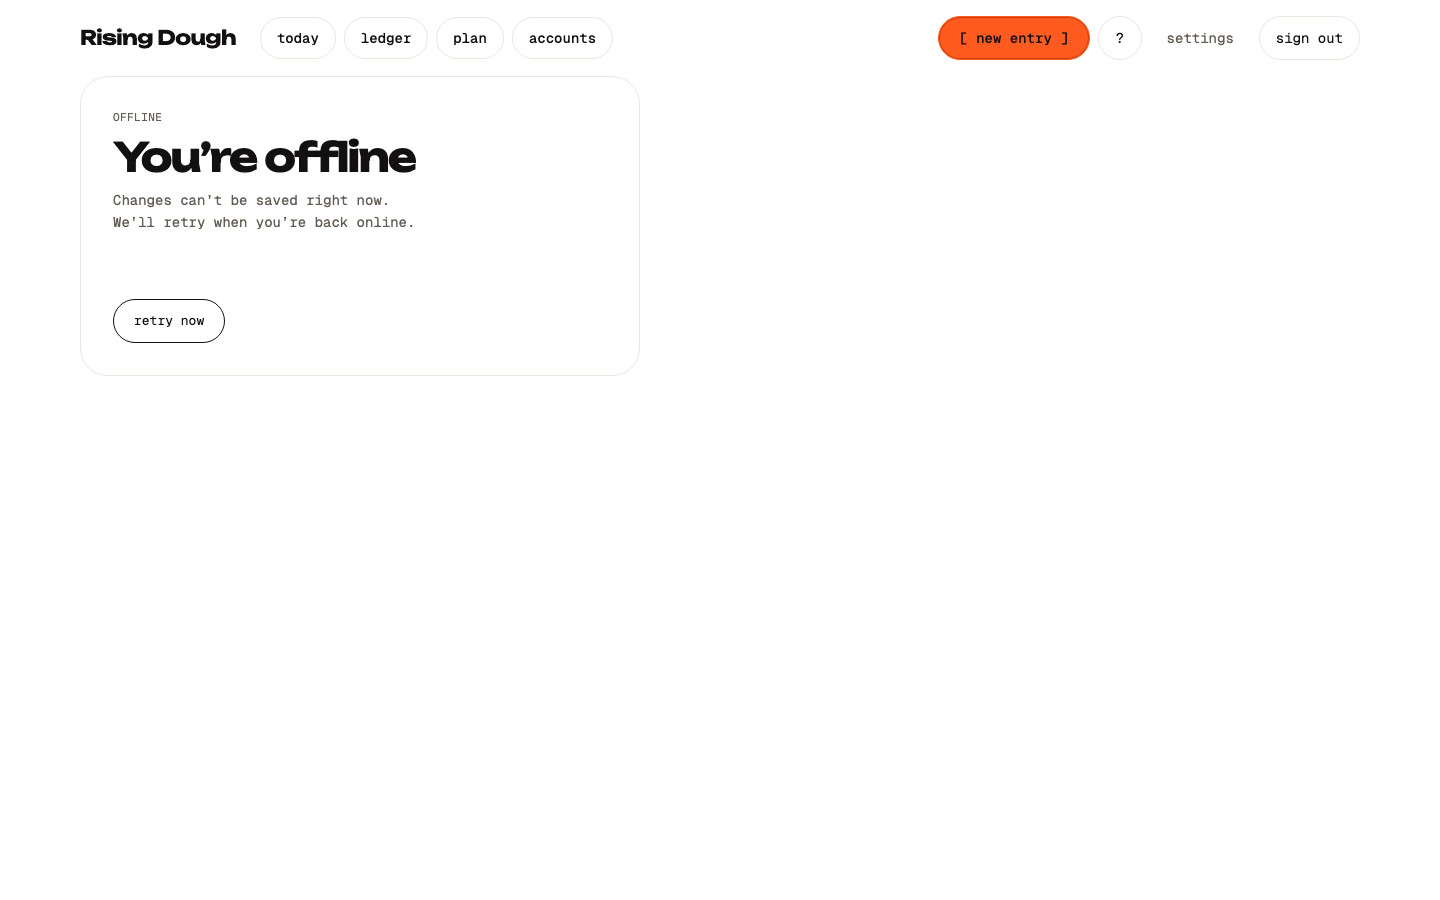 Rising Dough
today
ledger
plan
accounts
[ new entry ]
?
settings
sign out
OFFLINE
You’re offline
Changes can’t be saved right now.
We’ll retry when you’re back online.
retry now